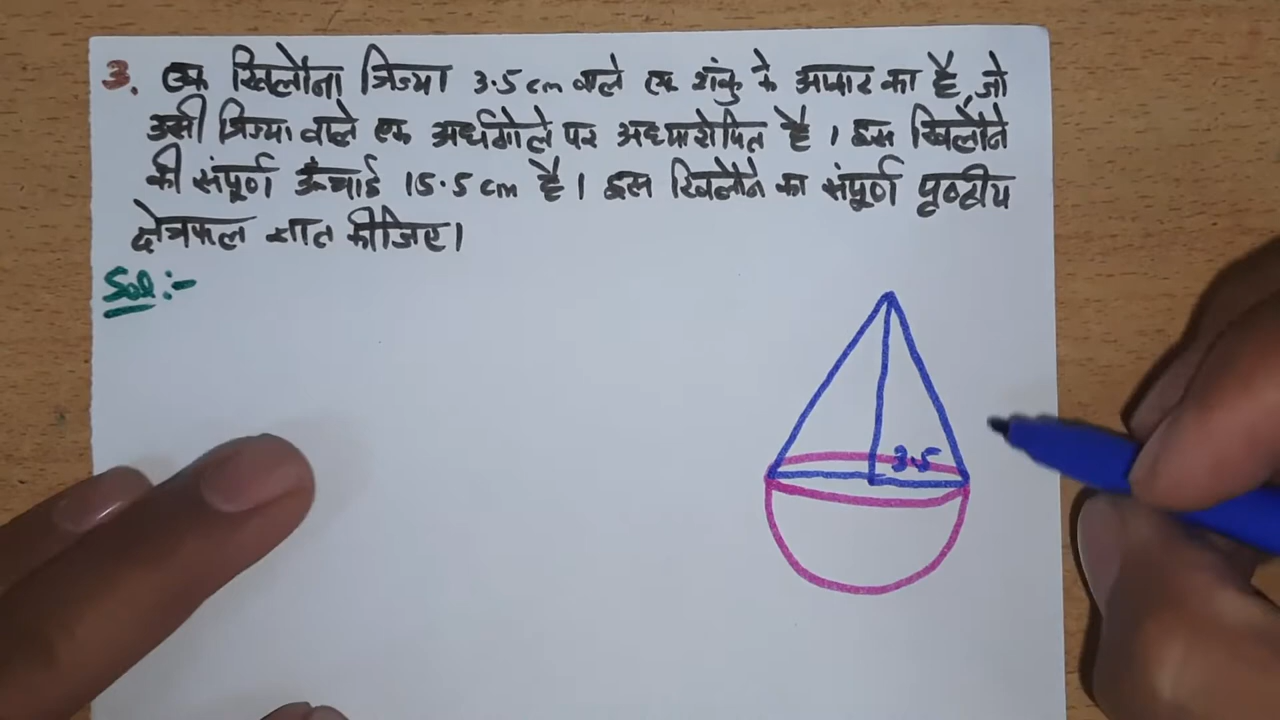 3. एक खिलौना त्रिज्या 3.5 cm वाले एक शंकु के आकार का है, जो
उसी त्रिज्या वाले एक अर्धगोले पर अध्यारोपित है। इस खिलौने
की संपूर्ण ऊँचाई 15.5 cm है। इस खिलौने का संपूर्ण पृष्ठीय
क्षेत्रफल ज्ञात कीजिए।
Sol:-
3.5